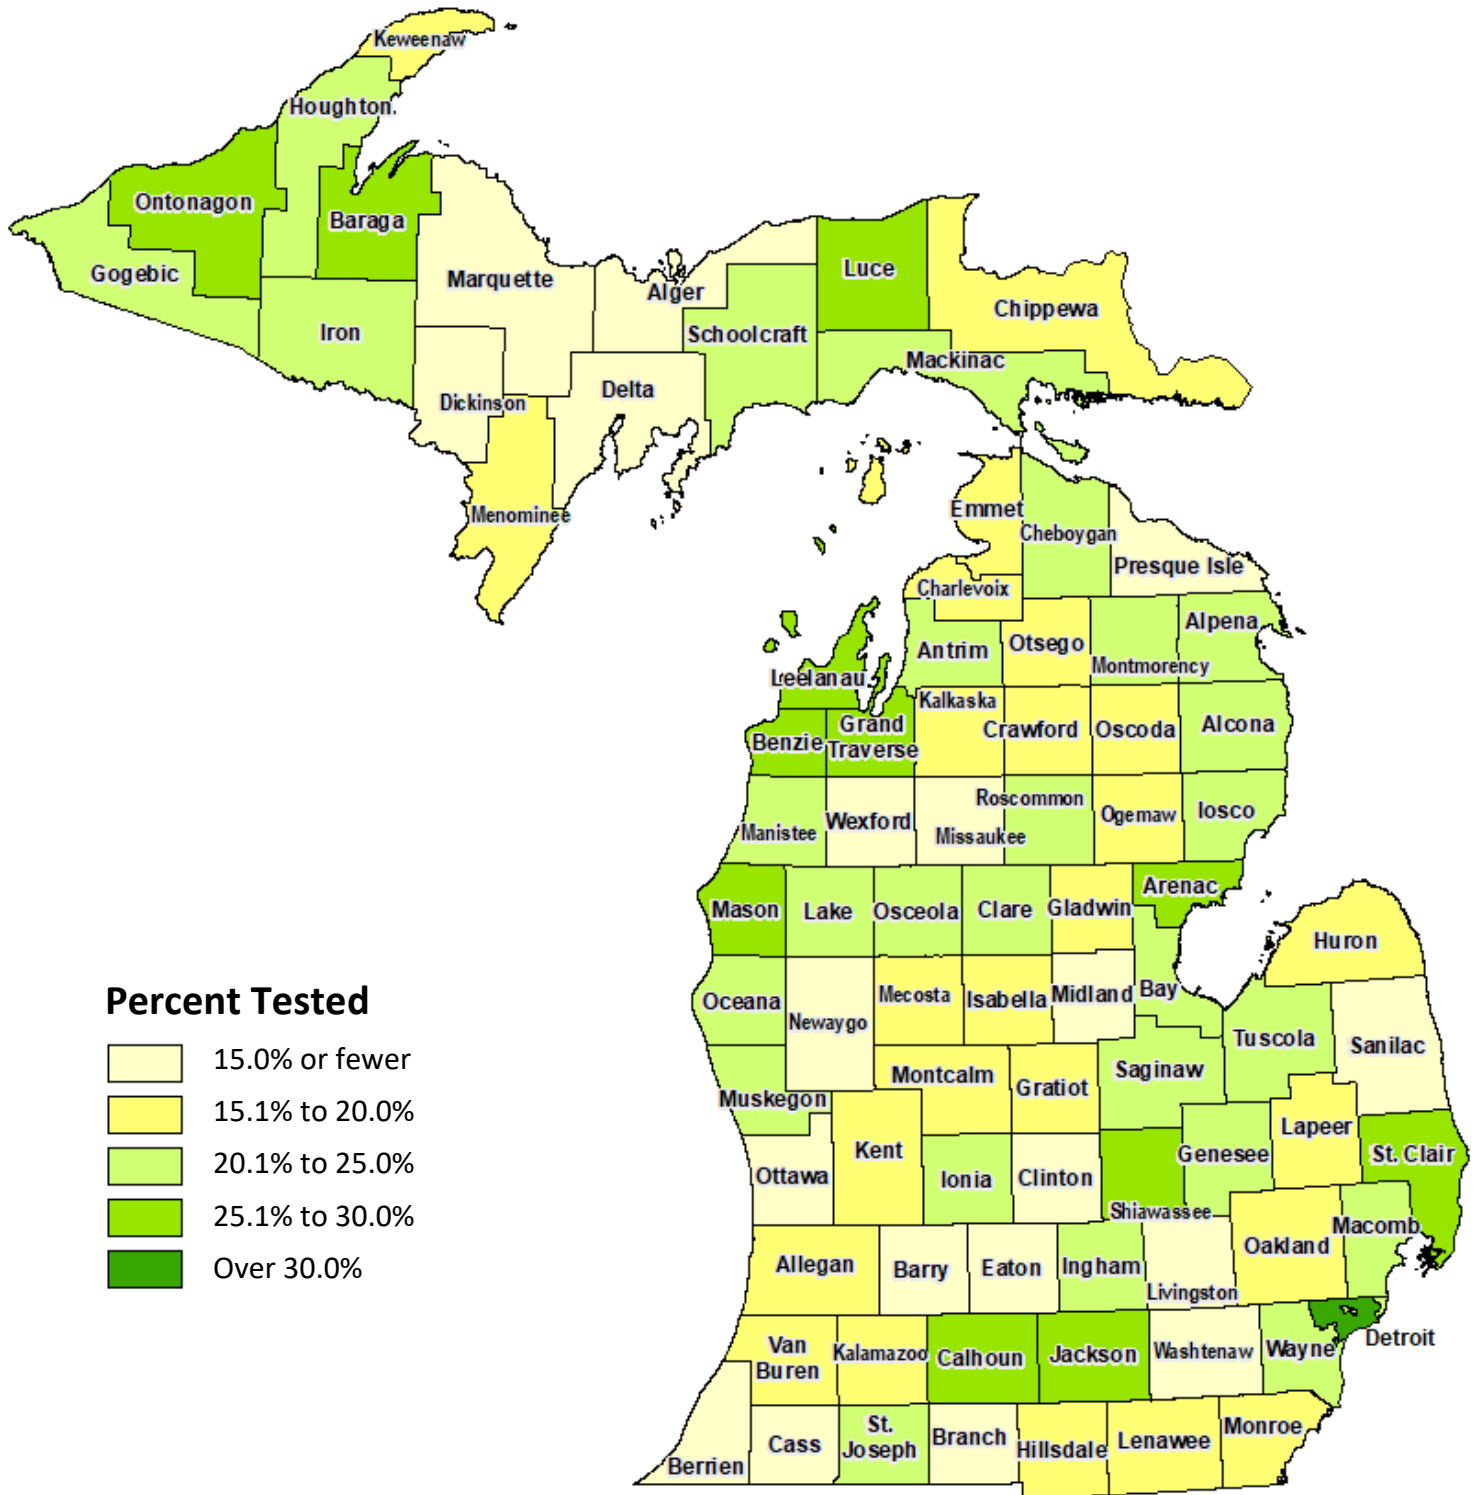 Keweenaw
Houghton
Ontonagon
Baraga
Gogebic
Marquette
Luce
Alger
Chippewa
Iron
Schoolcraft
Mackinac
Delta
Dickinson
Menominee
Emmet
Cheboygan
Presque Isle
Charlevoix
Alpena
Antrim
Otsego
Montmorency
Leelanau
Kalkaska
Grand
Traverse
Benzie
Crawford
Oscoda
Alcona
Manistee
Wexford
Missaukee
Roscommon
Ogemaw
Iosco
Arenac
Mason
Lake
Osceola
Clare
Gladwin
Huron
Oceana
Newaygo
Mecosta
Isabella
Midland
Bay
Tuscola
Sanilac
Percent Tested
15.0% or fewer
15.1% to 20.0%
20.1% to 25.0%
25.1% to 30.0%
Over 30.0%
Muskegon
Montcalm
Gratiot
Saginaw
Lapeer
Genesee
St. Clair
Ottawa
Kent
Ionia
Clinton
Shiawassee
Macomb
Oakland
Allegan
Barry
Eaton
Ingham
Livingston
Detroit
Van
Buren
Kalamazoo
Calhoun
Jackson
Washtenaw
Wayne
Berrien
Cass
St.
Joseph
Branch
Hillsdale
Lenawee
Monroe